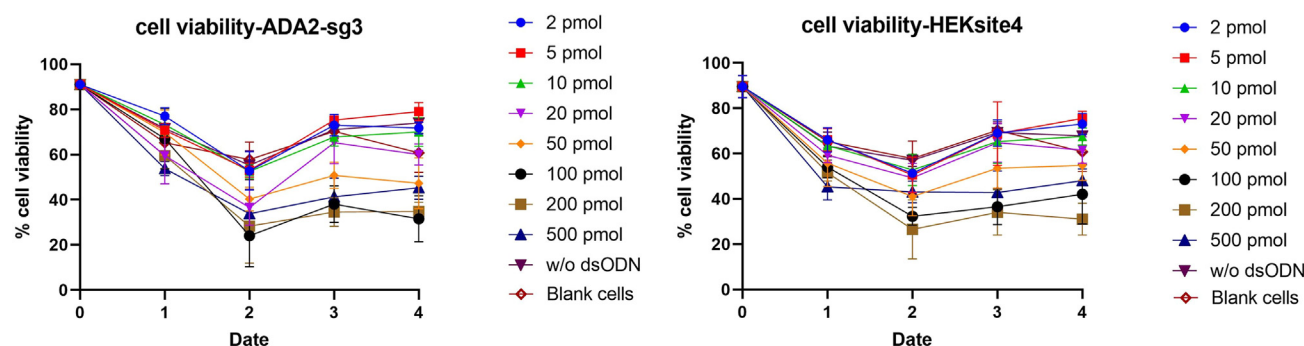 cell viability-ADA2-sg3
% cell viability
100
80
60
40
20
0
0 1 2 3 4
Date
2 pmol
5 pmol
10 pmol
20 pmol
50 pmol
100 pmol
200 pmol
500 pmol
w/o dsODN
Blank cells
cell viability-HEKsite4
% cell viability
100
80
60
40
20
0
0 1 2 3 4
Date
2 pmol
5 pmol
10 pmol
20 pmol
50 pmol
100 pmol
200 pmol
500 pmol
w/o dsODN
Blank cells